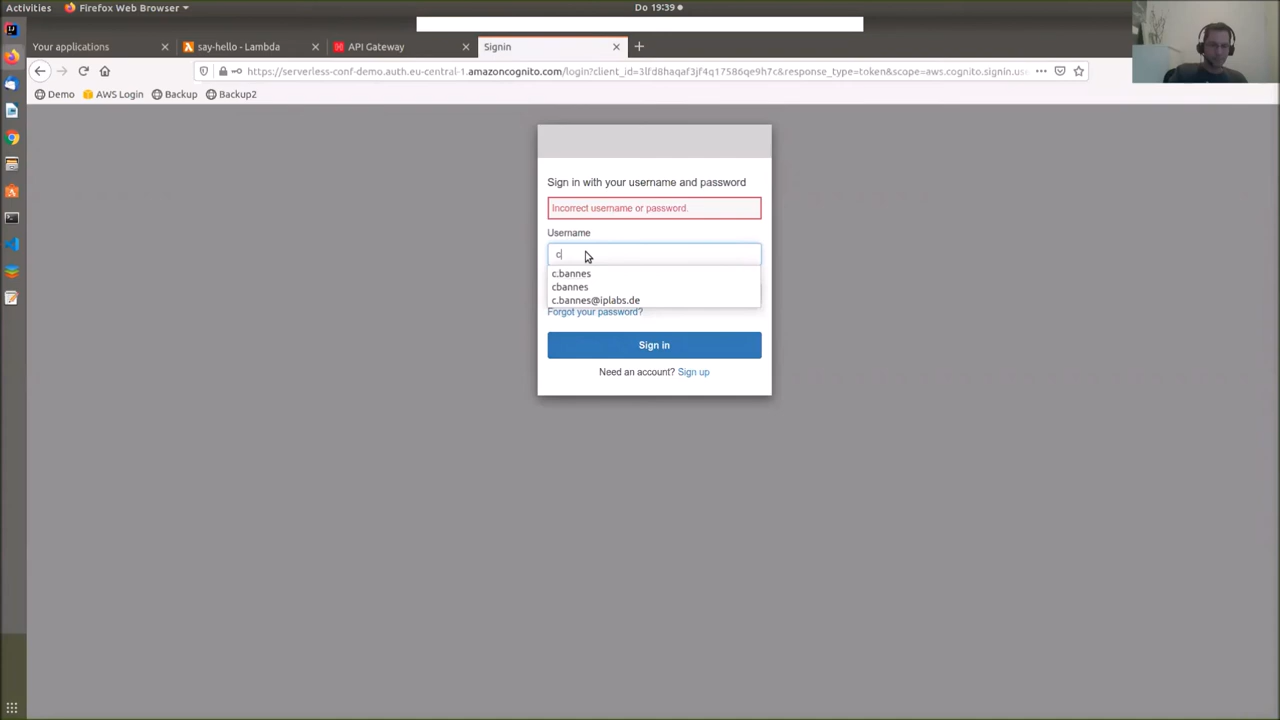 Activities
Firefox Web Browser
Do 19:39
Your applications
say-hello - Lambda
API Gateway
Signin
https://serverless-conf-demo.auth.eu-central-1.amazoncognito.com/login?client_id=3lfd8haqaf3jf4q17586qe9h7c&response_type=token&scope=aws.cognito.signin.us
Demo
AWS Login
Backup
Backup2
Sign in with your username and password
Incorrect username or password.
Username
c
c.bannes
cbannes
c.bannes@iplabs.de
Forgot your password?
Sign in
Need an account? Sign up